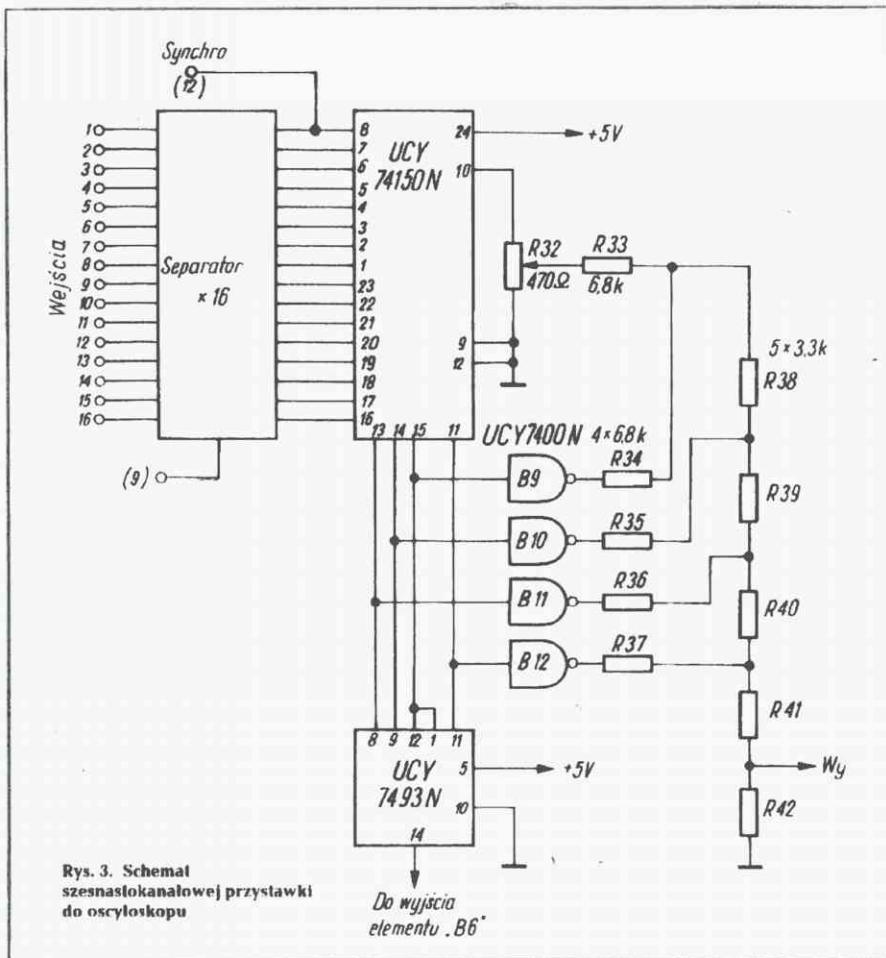 Synchro
(12)
Wejścia
1
2
3
4
5
6
7
8
9
10
11
12
13
14
15
16
Separator
× 16
(9)
8
7
6
5
4
3
2
1
23
22
21
20
19
18
17
16
UCY
74150N
24
+5V
10
9
12
13 14 15 11
R32
470Ω
R33
6,8k
5 × 3,3k
R38
UCY7400N 4×6,8k
B9
R34
R39
B10
R35
B11
R36
R40
B12
R37
R41
Wy
R42
8 9 12 1 11
UCY
7493N
5
+5V
10
14
Do wyjścia
elementu „B6"
Rys. 3. Schemat
szesnastokanałowej przystawki
do oscyloskopu